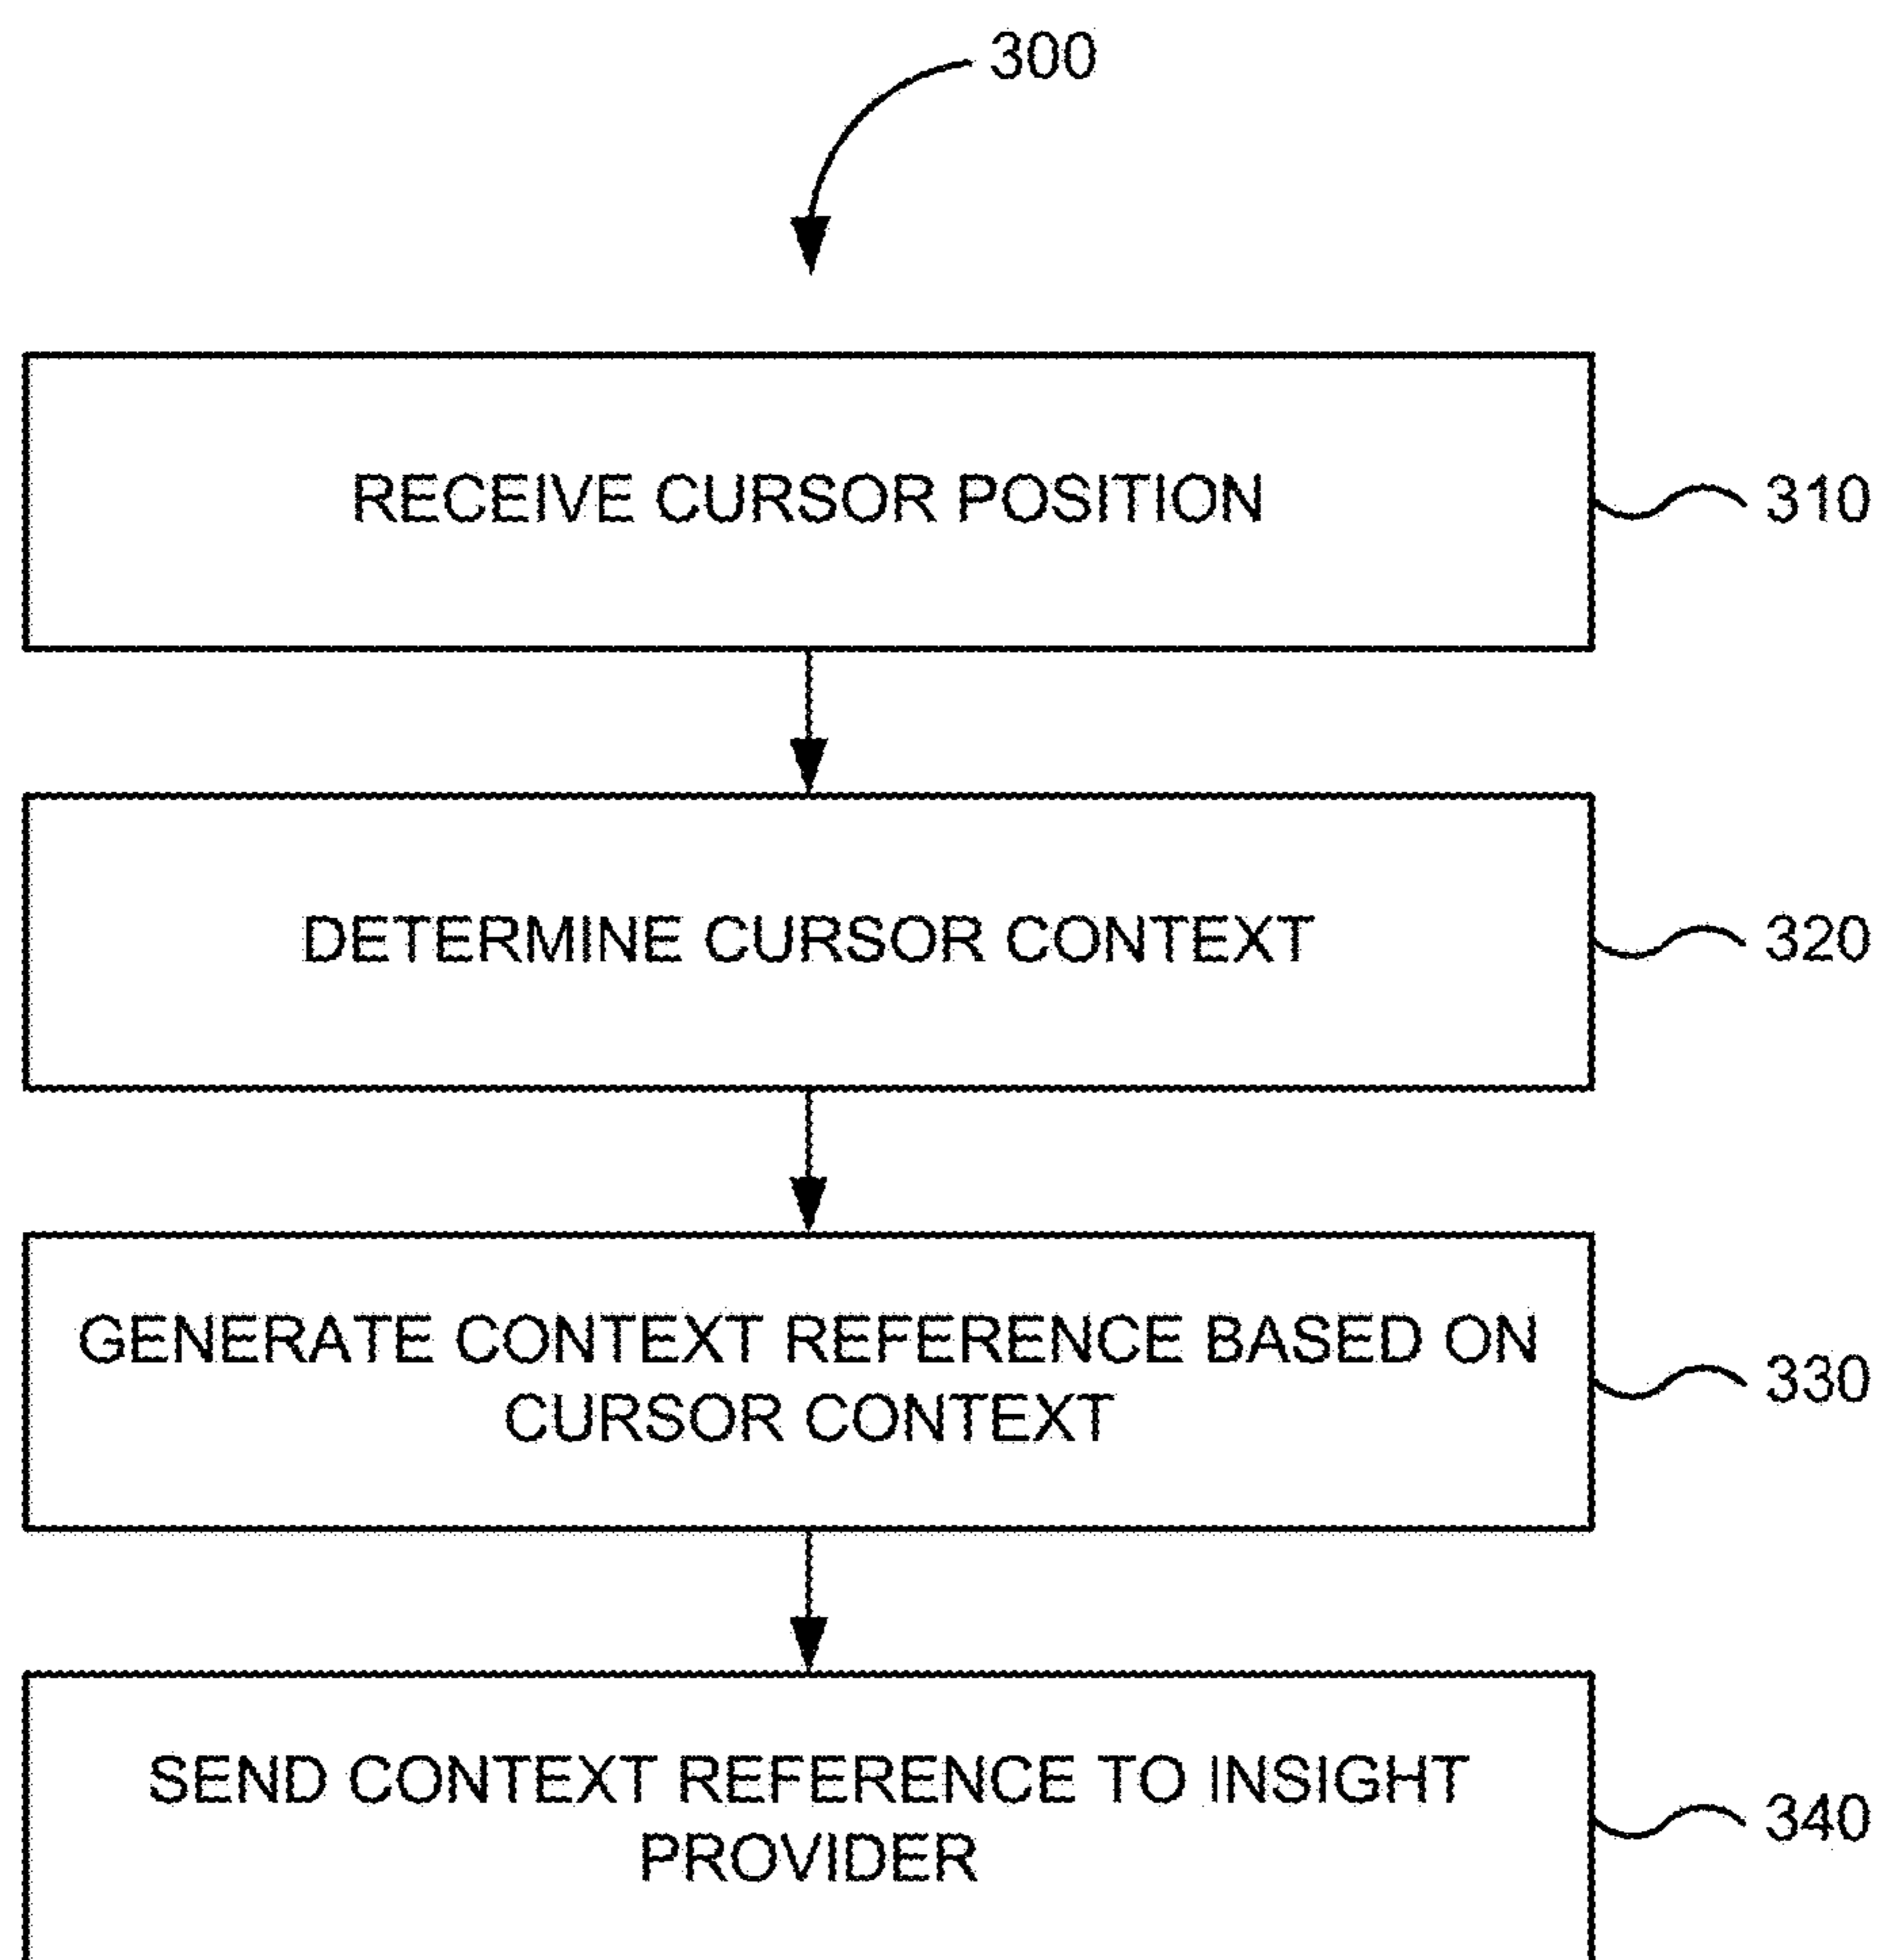 300
RECEIVE CURSOR POSITION
310
DETERMINE CURSOR CONTEXT
320
GENERATE CONTEXT REFERENCE BASED ON
CURSOR CONTEXT
330
SEND CONTEXT REFERENCE TO INSIGHT
PROVIDER
340